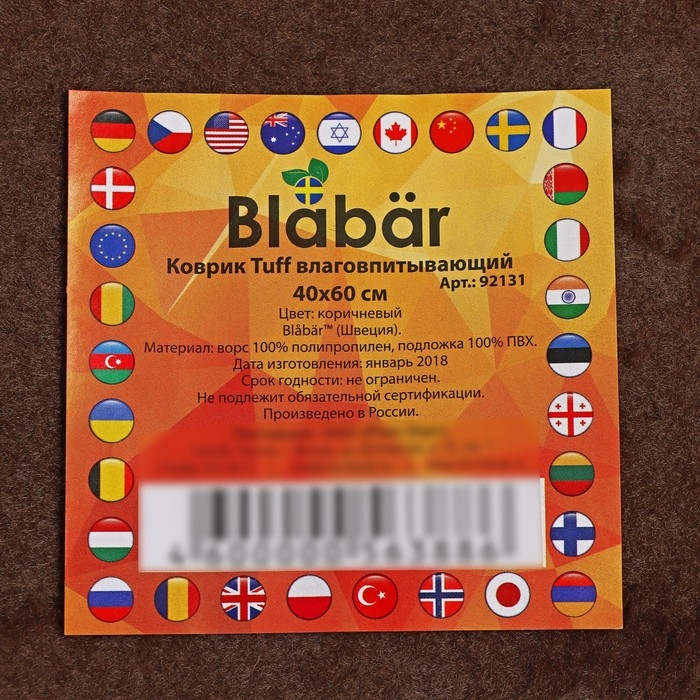 Blåbär
Коврик Tuff влаговпитывающий
Арт.: 92131
40x60 см
Цвет: коричневый
Blåbär™ (Швеция).
Материал: ворс 100% полипропилен, подложка 100% ПВХ.
Дата изготовления: январь 2018
Срок годности: не ограничен.
Не подлежит обязательной сертификации.
Произведено в России.